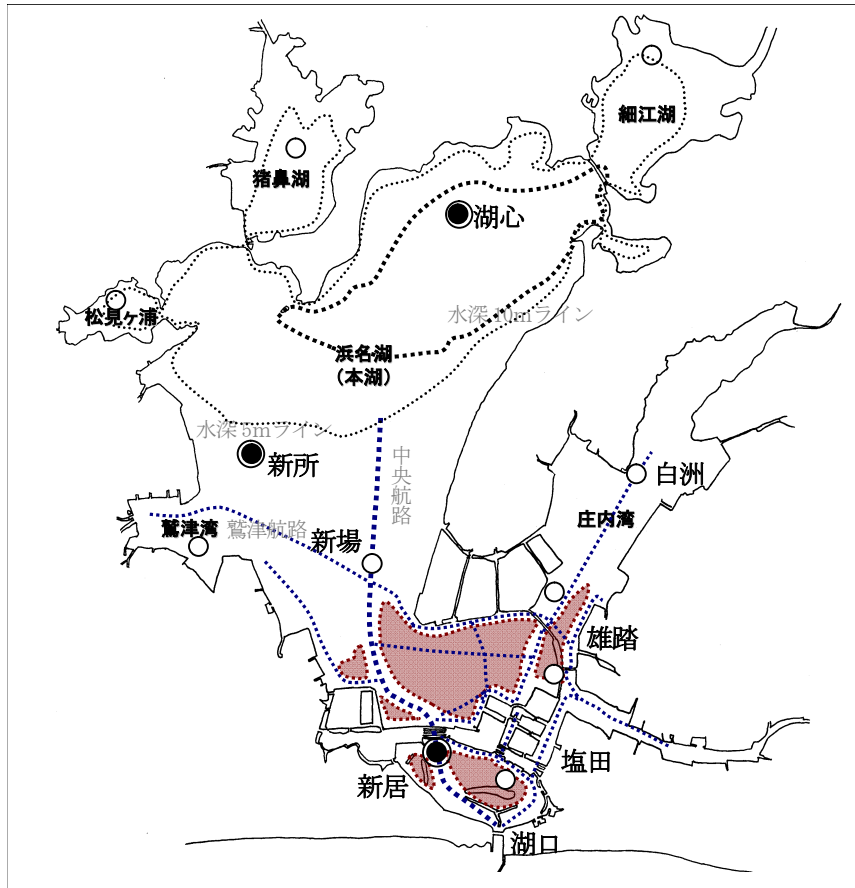 細江湖
猪鼻湖
湖心
松見ヶ浦
水深10mライン
浜名湖
(本湖)
水深5mライン
新所
中央航路
白洲
鷲津湾
鷲津航路
新場
庄内湾
雄踏
塩田
新居
湖口